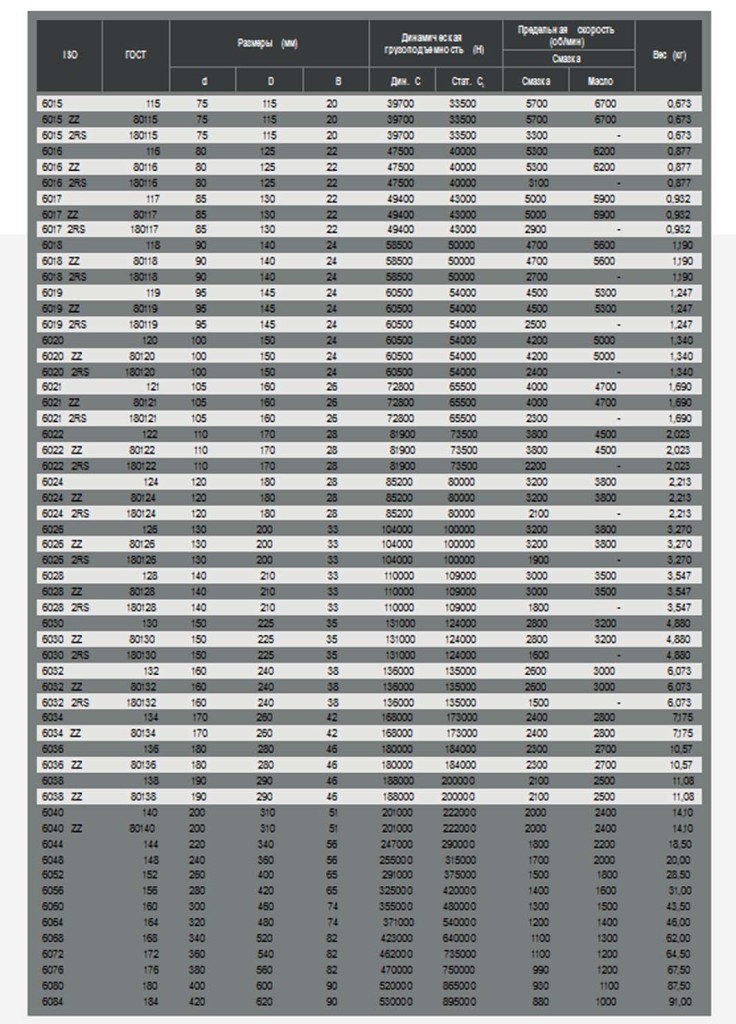 ISO ГОСТ Размеры (мм) Динамическая грузоподъемность (Н) Предельная скорость (об/мин) Вес (кг)
Смазка
d D B Дин. C Стат. C₀ Смазка Масло
6015 115 75 115 20 39700 33500 5700 6700 0,673
6015 ZZ 80115 75 115 20 39700 33500 5700 6700 0,673
6015 2RS 180115 75 115 20 39700 33500 3300 - 0,673
6016 116 80 125 22 47500 40000 5300 6200 0,877
6016 ZZ 80116 80 125 22 47500 40000 5300 6200 0,877
6016 2RS 180116 80 125 22 47500 40000 3100 - 0,877
6017 117 85 130 22 49400 43000 5000 5900 0,932
6017 ZZ 80117 85 130 22 49400 43000 5000 5900 0,932
6017 2RS 180117 85 130 22 49400 43000 2900 - 0,932
6018 118 90 140 24 58500 50000 4700 5600 1,190
6018 ZZ 80118 90 140 24 58500 50000 4700 5600 1,190
6018 2RS 180118 90 140 24 58500 50000 2700 - 1,190
6019 119 95 145 24 60500 54000 4500 5300 1,247
6019 ZZ 80119 95 145 24 60500 54000 4500 5300 1,247
6019 2RS 180119 95 145 24 60500 54000 2500 - 1,247
6020 120 100 150 24 60500 54000 4200 5000 1,340
6020 ZZ 80120 100 150 24 60500 54000 4200 5000 1,340
6020 2RS 180120 100 150 24 60500 54000 2400 - 1,340
6021 121 105 160 26 72800 65500 4000 4700 1,690
6021 ZZ 80121 105 160 26 72800 65500 4000 4700 1,690
6021 2RS 180121 105 160 26 72800 65500 2300 - 1,690
6022 122 110 170 28 81900 73500 3800 4500 2,023
6022 ZZ 80122 110 170 28 81900 73500 3800 4500 2,023
6022 2RS 180122 110 170 28 81900 73500 2200 - 2,023
6024 124 120 180 28 85200 80000 3200 3800 2,213
6024 ZZ 80124 120 180 28 85200 80000 3200 3800 2,213
6024 2RS 180124 120 180 28 85200 80000 2100 - 2,213
6026 126 130 200 33 104000 100000 3200 3800 3,270
6026 ZZ 80126 130 200 33 104000 100000 3200 3800 3,270
6026 2RS 180126 130 200 33 104000 100000 1900 - 3,270
6028 128 140 210 33 110000 109000 3000 3500 3,547
6028 ZZ 80128 140 210 33 110000 109000 3000 3500 3,547
6028 2RS 180128 140 210 33 110000 109000 1800 - 3,547
6030 130 150 225 35 131000 124000 2800 3200 4,880
6030 ZZ 80130 150 225 35 131000 124000 2800 3200 4,880
6030 2RS 180130 150 225 35 131000 124000 1600 - 4,880
6032 132 160 240 38 136000 135000 2600 3000 6,073
6032 ZZ 80132 160 240 38 136000 135000 2600 3000 6,073
6032 2RS 180132 160 240 38 136000 135000 1500 - 6,073
6034 134 170 260 42 168000 173000 2400 2800 7,175
6034 ZZ 80134 170 260 42 168000 173000 2400 2800 7,175
6036 136 180 280 46 180000 184000 2300 2700 10,57
6036 ZZ 80136 180 280 46 180000 184000 2300 2700 10,57
6038 138 190 290 46 188000 200000 2100 2500 11,08
6038 ZZ 80138 190 290 46 188000 200000 2100 2500 11,08
6040 140 200 310 51 201000 222000 2000 2400 14,10
6040 ZZ 80140 200 310 51 201000 222000 2000 2400 14,10
6044 144 220 340 56 247000 290000 1800 2200 18,50
6048 148 240 360 56 255000 315000 1700 2000 20,00
6052 152 260 400 65 291000 375000 1500 1800 28,50
6056 156 280 420 65 325000 420000 1400 1600 31,00
6060 160 300 460 74 355000 480000 1300 1500 43,50
6064 164 320 480 74 371000 540000 1200 1400 46,00
6068 168 340 520 82 423000 640000 1100 1300 62,00
6072 172 360 540 82 462000 735000 1100 1200 64,50
6076 176 380 560 82 470000 750000 990 1200 67,50
6080 180 400 600 90 520000 865000 930 1100 87,50
6084 184 420 620 90 530000 895000 880 1000 91,00